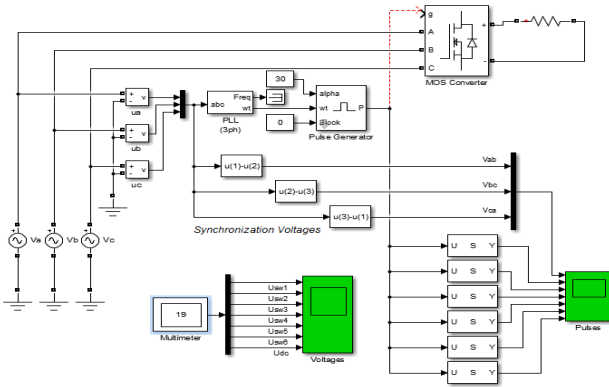 g
A
B
C
+
-
MOS Converter
+
-
v
ua
+
-
v
ub
+
-
v
uc
abc
Freq
wt
PLL
(3ph)
30
0
alpha
wt
Block
P
Pulse Generator
u(1)-u(2)
u(2)-u(3)
u(3)-u(1)
Vab
Vbc
Vca
Synchronization Voltages
Va
Vb
Vc
19
Multimeter
Usw1
Usw2
Usw3
Usw4
Usw5
Usw6
Udc
Voltages
U S Y
U S Y
U S Y
U S Y
U S Y
U S Y
Pulses